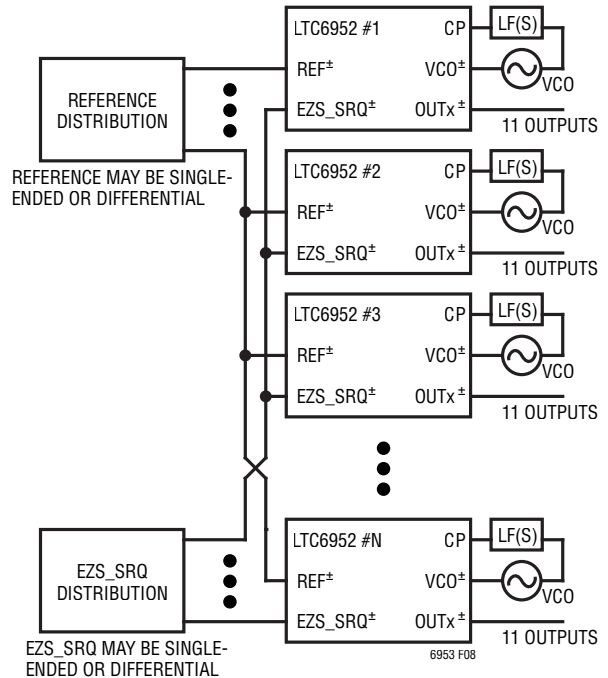 REFERENCE
DISTRIBUTION
REFERENCE MAY BE SINGLE-
ENDED OR DIFFERENTIAL
LTC6952 #1
CP
LF(S)
REF±
VCO±
VCO
EZS_SRQ±
OUTx±
11 OUTPUTS
LTC6952 #2
CP
LF(S)
REF±
VCO±
VCO
EZS_SRQ±
OUTx±
11 OUTPUTS
LTC6952 #3
CP
LF(S)
REF±
VCO±
VCO
EZS_SRQ±
OUTx±
11 OUTPUTS
EZS_SRQ
DISTRIBUTION
EZS_SRQ MAY BE SINGLE-
ENDED OR DIFFERENTIAL
LTC6952 #N
CP
LF(S)
REF±
VCO±
VCO
EZS_SRQ±
OUTx±
11 OUTPUTS
6953 F08